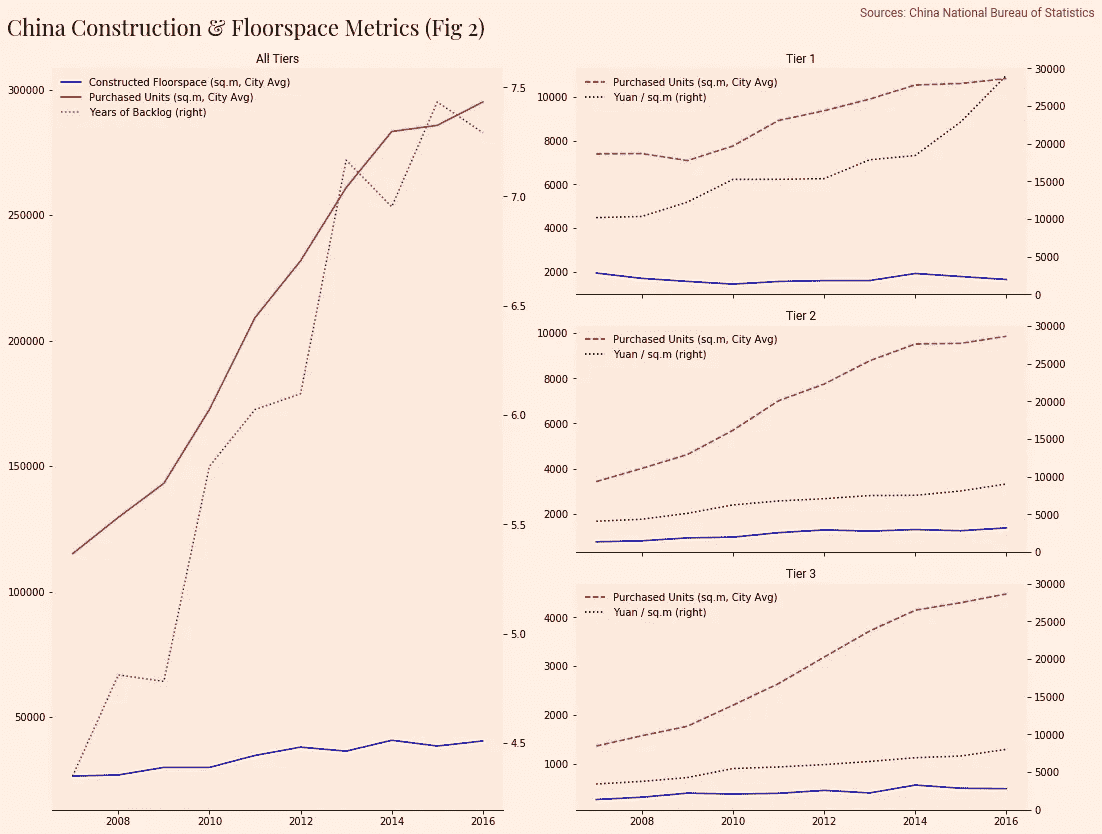 Sources: China National Bureau of Statistics
China Construction & Floorspace Metrics (Fig 2)
All Tiers
Constructed Floorspace (sq.m, City Avg)
Purchased Units (sq.m, City Avg)
Years of Backlog (right)
300000
250000
200000
150000
100000
50000
7.5
7.0
6.5
6.0
5.5
5.0
4.5
2008 2010 2012 2014 2016
Tier 1
Purchased Units (sq.m, City Avg)
Yuan / sq.m (right)
10000
8000
6000
4000
2000
30000
25000
20000
15000
10000
5000
0
Tier 2
Purchased Units (sq.m, City Avg)
Yuan / sq.m (right)
10000
8000
6000
4000
2000
30000
25000
20000
15000
10000
5000
0
Tier 3
Purchased Units (sq.m, City Avg)
Yuan / sq.m (right)
4000
3000
2000
1000
30000
25000
20000
15000
10000
5000
0
2008 2010 2012 2014 2016